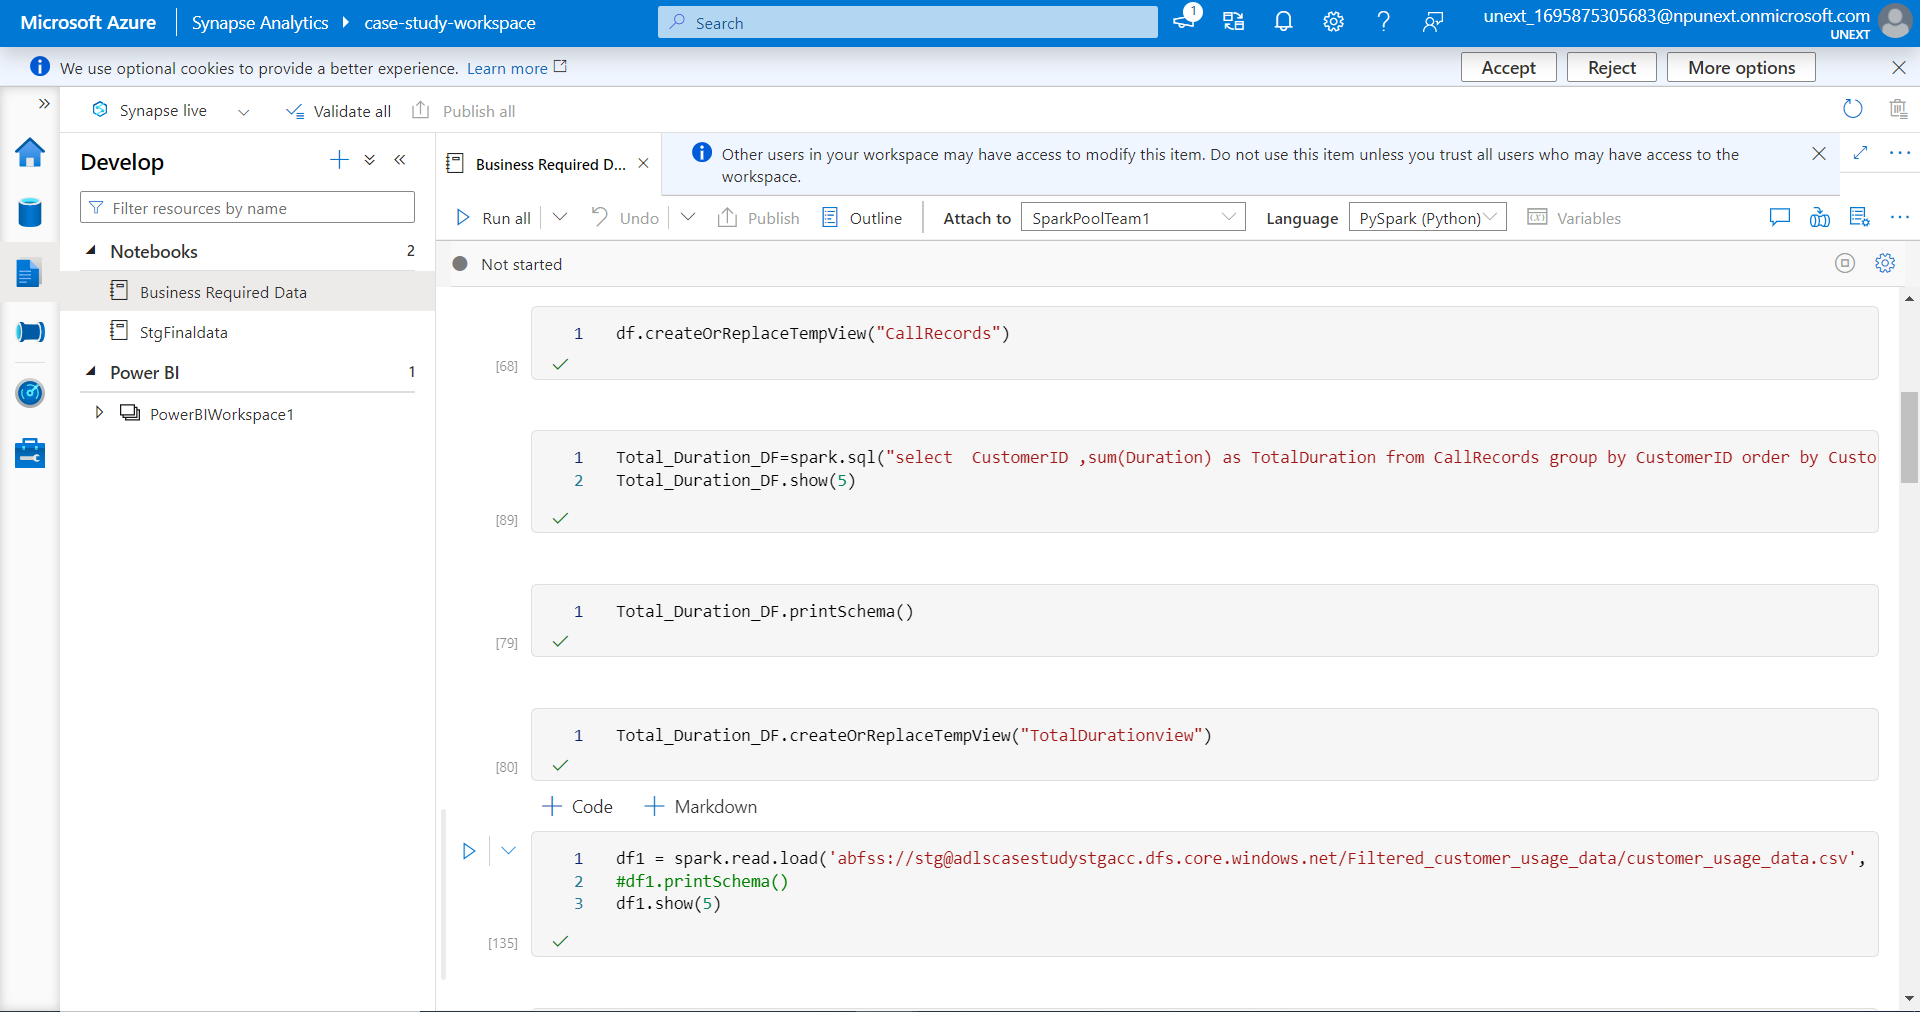 Microsoft Azure
Synapse Analytics
case-study-workspace
Search
1
unext_1695875305683@npunext.onmicrosoft.com
UNEXT
We use optional cookies to provide a better experience. Learn more
Accept
Reject
More options
Synapse live
Validate all
Publish all
Develop
Filter resources by name
Notebooks 2
Business Required Data
StgFinaldata
Power BI 1
PowerBIWorkspace1
Business Required D...
Other users in your workspace may have access to modify this item. Do not use this item unless you trust all users who may have access to the
workspace.
Run all
Undo
Publish
Outline
Attach to
SparkPoolTeam1
Language
PySpark (Python)
Variables
Not started
1 df.createOrReplaceTempView("CallRecords")
[68]
1 Total_Duration_DF=spark.sql("select  CustomerID ,sum(Duration) as TotalDuration from CallRecords group by CustomerID order by Custo
2 Total_Duration_DF.show(5)
[89]
1 Total_Duration_DF.printSchema()
[79]
1 Total_Duration_DF.createOrReplaceTempView("TotalDurationview")
[80]
Code
Markdown
1 df1 = spark.read.load('abfss://stg@adlscasestudystgacc.dfs.core.windows.net/Filtered_customer_usage_data/customer_usage_data.csv',
2 #df1.printSchema()
3 df1.show(5)
[135]